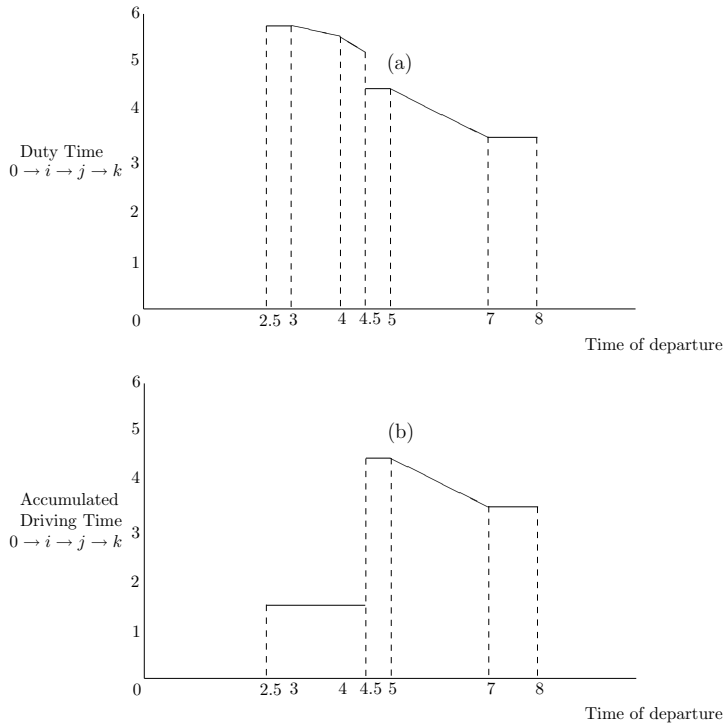 6
5
(a)
4
Duty Time
0 → i → j → k
3
2
1
0
2.5 3 4 4.5 5 7 8
Time of departure
6
5
(b)
4
Accumulated
Driving Time
0 → i → j → k
3
2
1
0
2.5 3 4 4.5 5 7 8
Time of departure